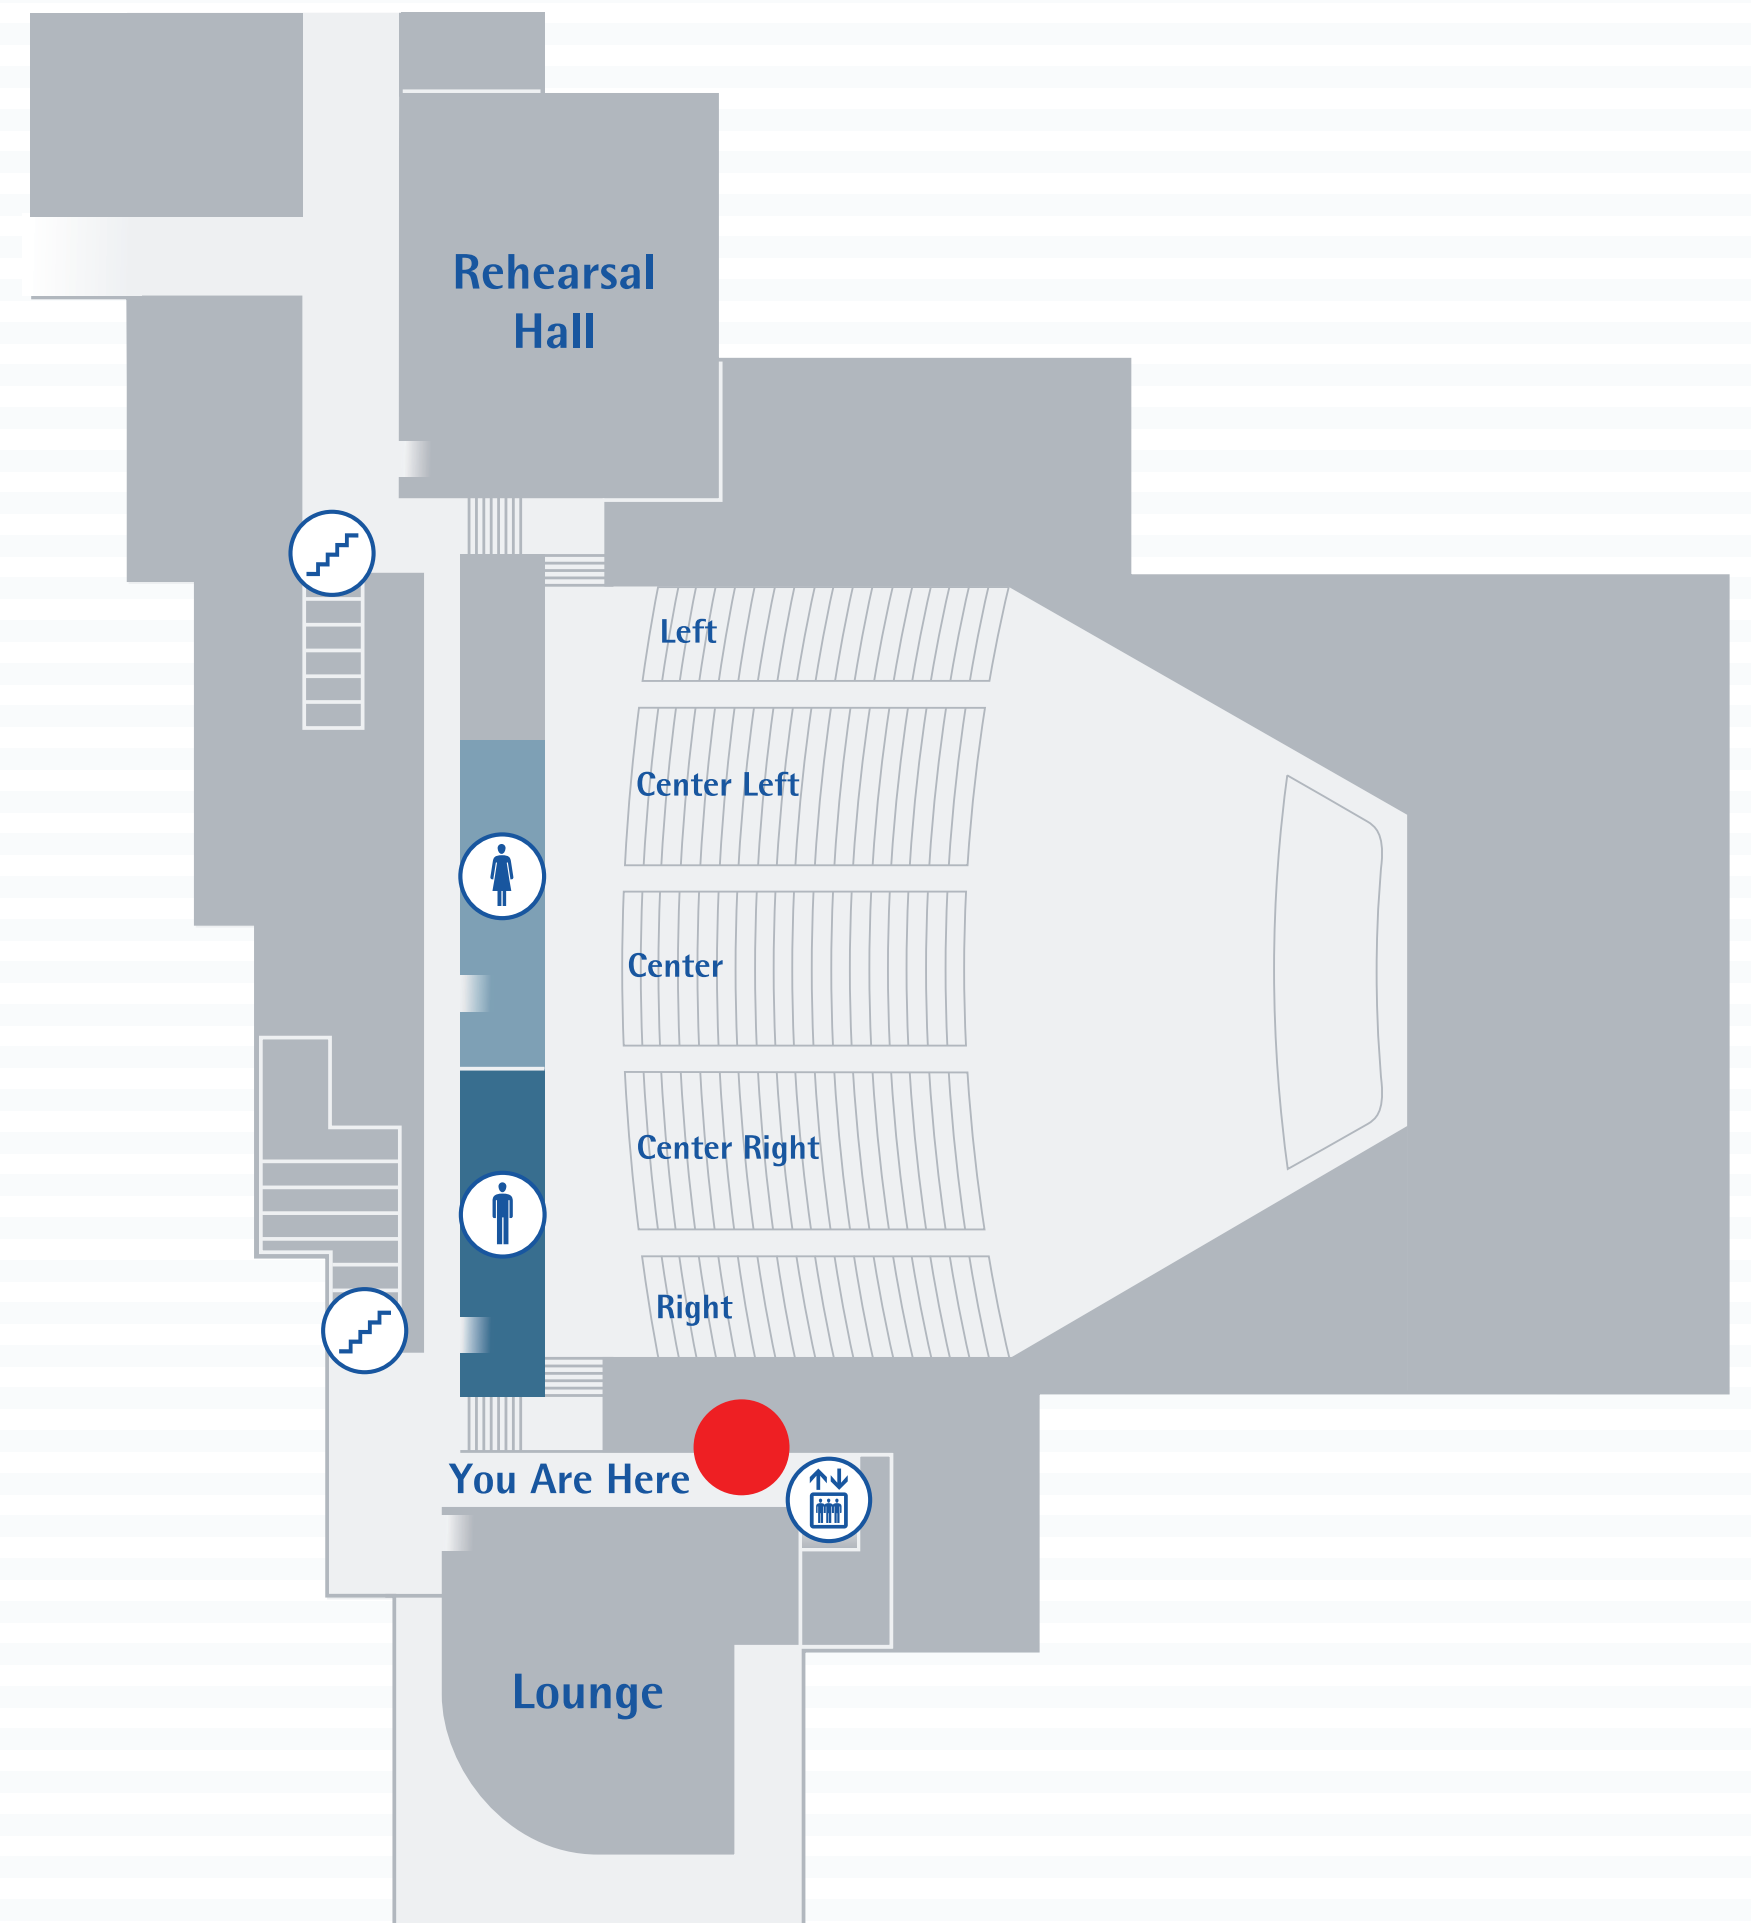 Rehearsal
Hall
Left
Center Left
Center
Center Right
Right
You Are Here
Lounge